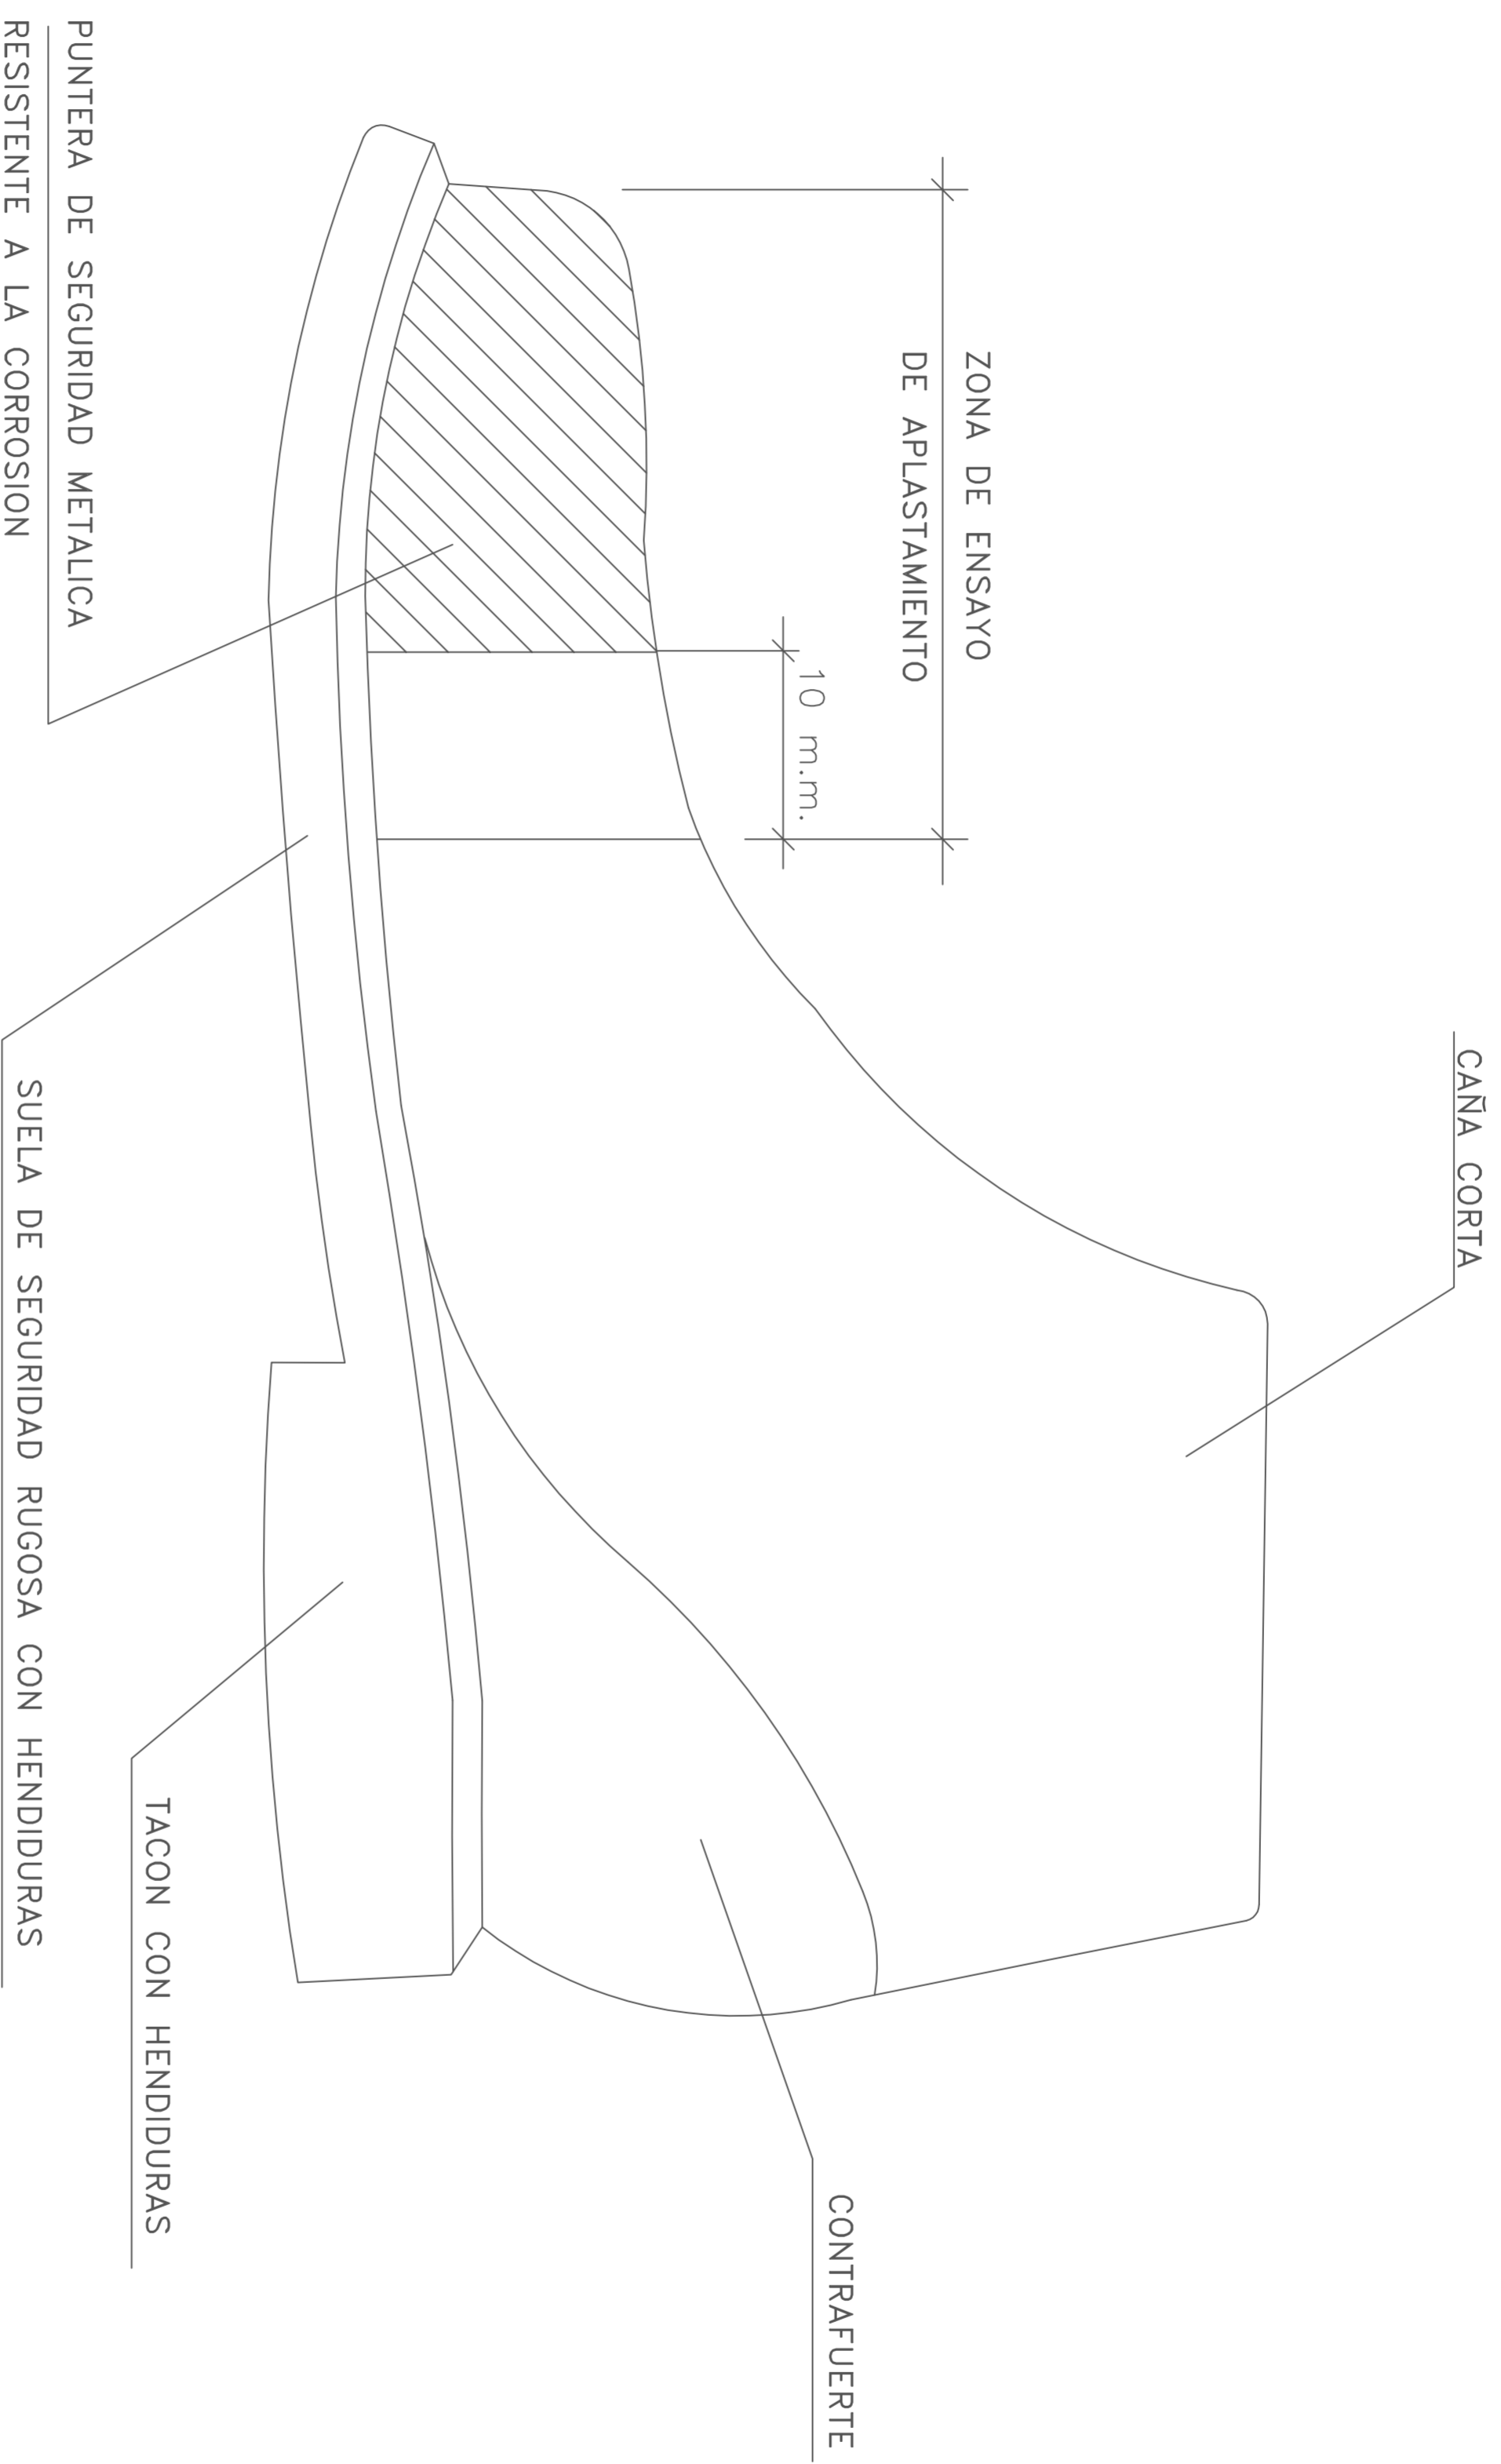 CAÑA CORTA
ZONA DE ENSAYO
DE APLASTAMIENTO
10 m.m.
CONTRAFUERTE
TACON CON HENDIDURAS
PUNTERA DE SEGURIDAD METALICA
RESISTENTE A LA CORROSION
SUELA DE SEGURIDAD RUGOSA CON HENDIDURAS